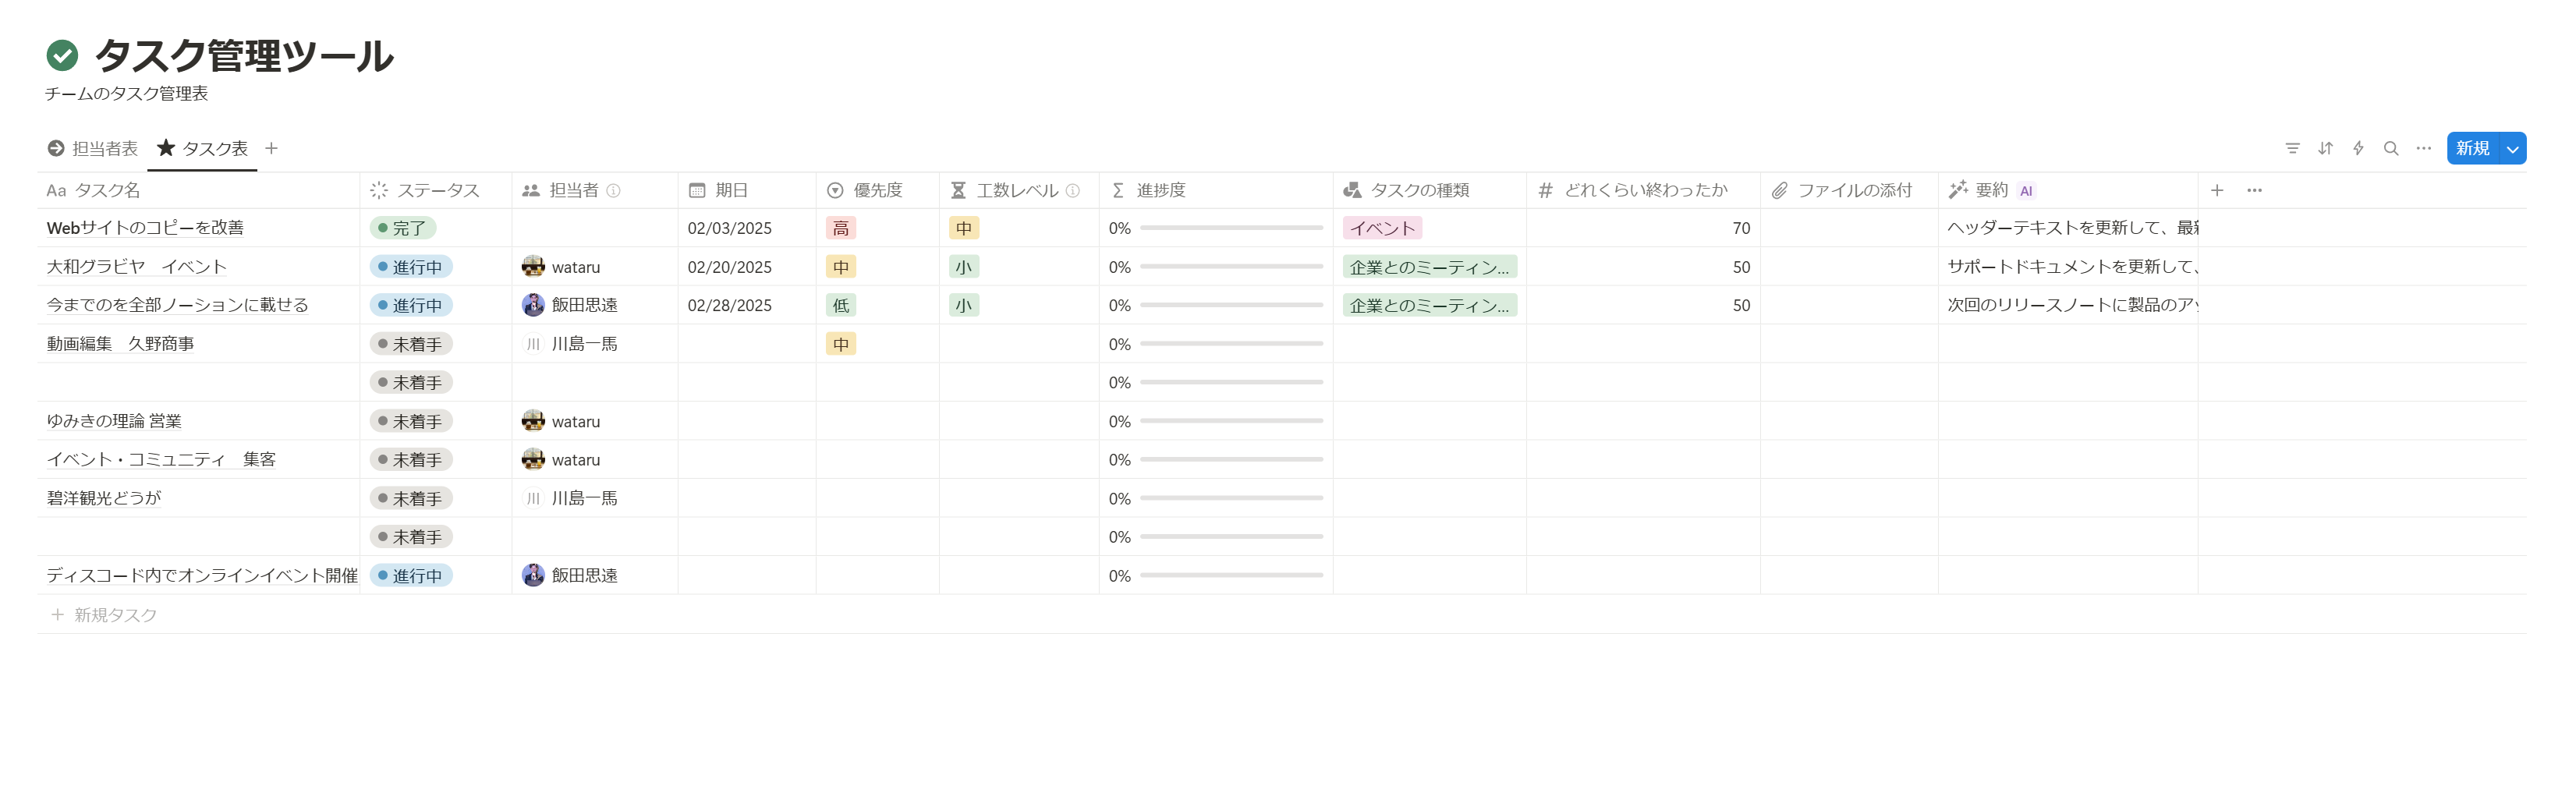 タスク管理ツール
チームのタスク管理表
担当者表 タスク表
新規
Aa タスク名 ステータス 担当者 期日 優先度 工数レベル Σ 進捗度 タスクの種類 # どれくらい終わったか ファイルの添付 要約 AI
Webサイトのコピーを改善 完了 02/03/2025 高 中 0% イベント 70 ヘッダーテキストを更新して、最新
大和グラビヤ　イベント 進行中 wataru 02/20/2025 中 小 0% 企業とのミーティン... 50 サポートドキュメントを更新して、
今までのを全部ノーションに載せる 進行中 飯田思遠 02/28/2025 低 小 0% 企業とのミーティン... 50 次回のリリースノートに製品のアッ
動画編集　久野商事 未着手 川 川島一馬 中 0%
未着手 0%
ゆみきの理論 営業 未着手 wataru 0%
イベント・コミュニティ　集客 未着手 wataru 0%
碧洋観光どうが 未着手 川 川島一馬 0%
未着手 0%
ディスコード内でオンラインイベント開催 進行中 飯田思遠 0%
新規タスク